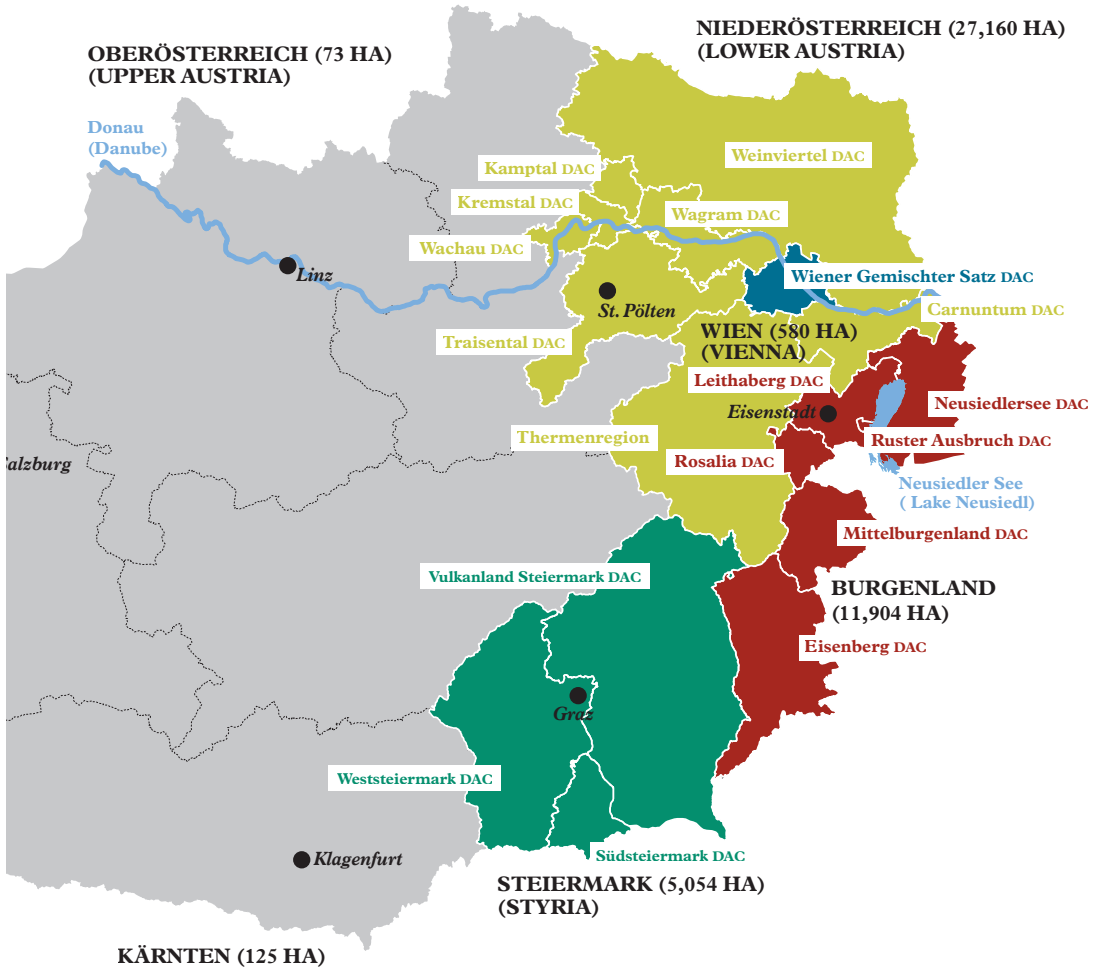 NIEDERÖSTERREICH (27,160 HA)
(LOWER AUSTRIA)
OBERÖSTERREICH (73 HA)
(UPPER AUSTRIA)
Donau
(Danube)
Weinviertel DAC
Kamptal DAC
Kremstal DAC
Wagram DAC
Wachau DAC
Linz
Wiener Gemischter Satz DAC
St. Pölten
Carnuntum DAC
WIEN (580 HA)
(VIENNA)
Traisental DAC
Leithaberg DAC
Neusiedlersee DAC
Eisenstadt
Thermenregion
Ruster Ausbruch DAC
Rosalia DAC
alzburg
Neusiedler See
( Lake Neusiedl)
Mittelburgenland DAC
Vulkanland Steiermark DAC
BURGENLAND
(11,904 HA)
Eisenberg DAC
Graz
Weststeiermark DAC
Südsteiermark DAC
Klagenfurt
STEIERMARK (5,054 HA)
(STYRIA)
KÄRNTEN (125 HA)